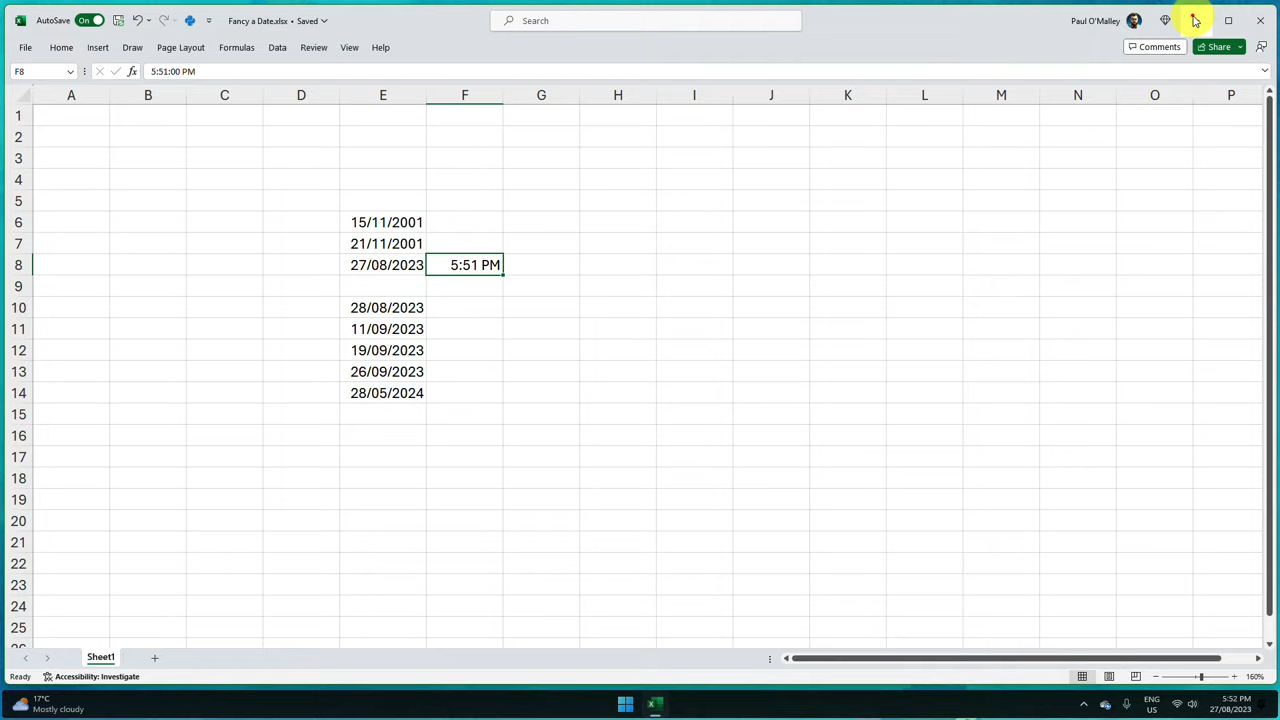 AutoSave On Fancy a Date.xlsx • Saved Search Paul O'Malley
File Home Insert Draw Page Layout Formulas Data Review View Help Comments Share
F8 fx 5:51:00 PM
A B C D E F G H I J K L M N O P
1
2
3
4
5
6 15/11/2001
7 21/11/2001
8 27/08/2023 5:51 PM
9
10 28/08/2023
11 11/09/2023
12 19/09/2023
13 26/09/2023
14 28/05/2024
15
16
17
18
19
20
21
22
23
24
25
26
Sheet1
Ready Accessibility: Investigate 160%
17°C ENG 5:52 PM
Mostly cloudy US 27/08/2023